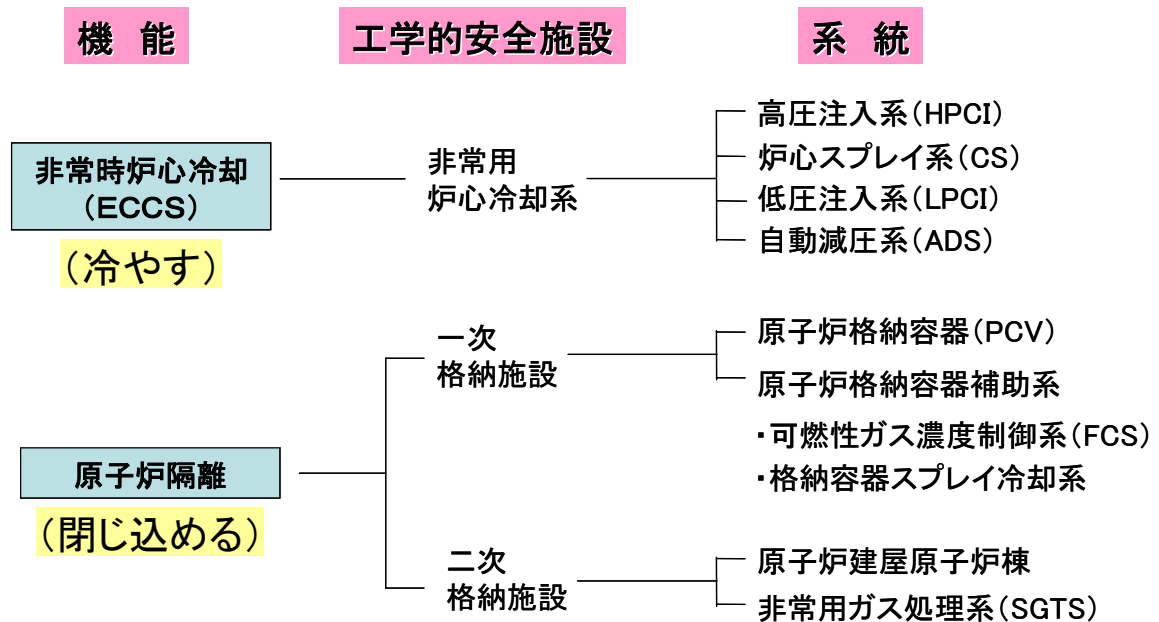 機　能
工学的安全施設
系　統
非常時炉心冷却
（ＥＣＣＳ）
（冷やす）
非常用
炉心冷却系
高圧注入系（HPCI）
炉心スプレイ系（CS）
低圧注入系（LPCI）
自動減圧系（ADS）
原子炉隔離
（閉じ込める）
一次
格納施設
原子炉格納容器（PCV）
原子炉格納容器補助系
・可燃性ガス濃度制御系（FCS）
・格納容器スプレイ冷却系
二次
格納施設
原子炉建屋原子炉棟
非常用ガス処理系（SGTS）